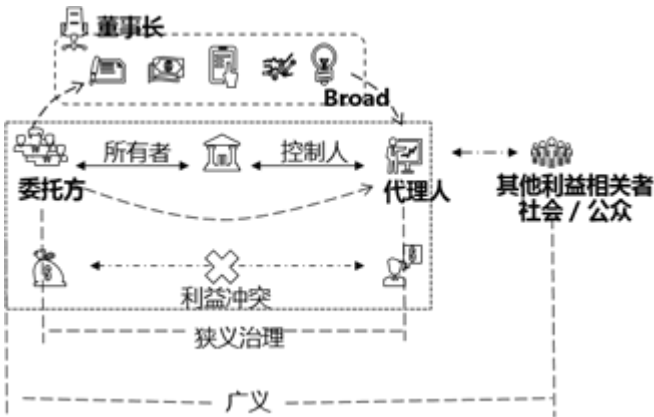 董事长
Broad
所有者
控制人
委托方
代理人
其他利益相关者
社会 / 公众
利益冲突
狭义治理
广义